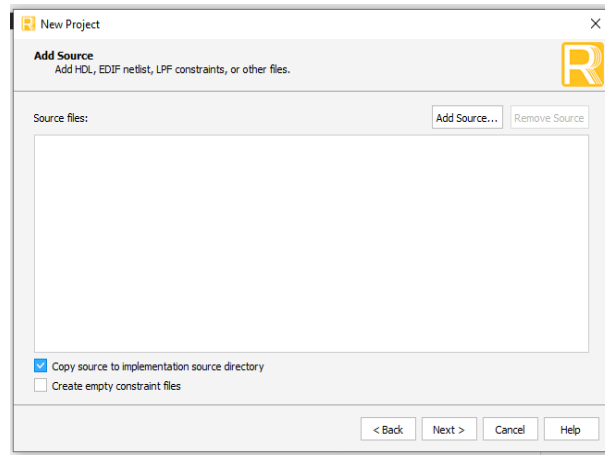 New Project
Add Source
Add HDL, EDIF netlist, LPF constraints, or other files.
Source files:
Add Source...
Remove Source
Copy source to implementation source directory
Create empty constraint files
< Back
Next >
Cancel
Help